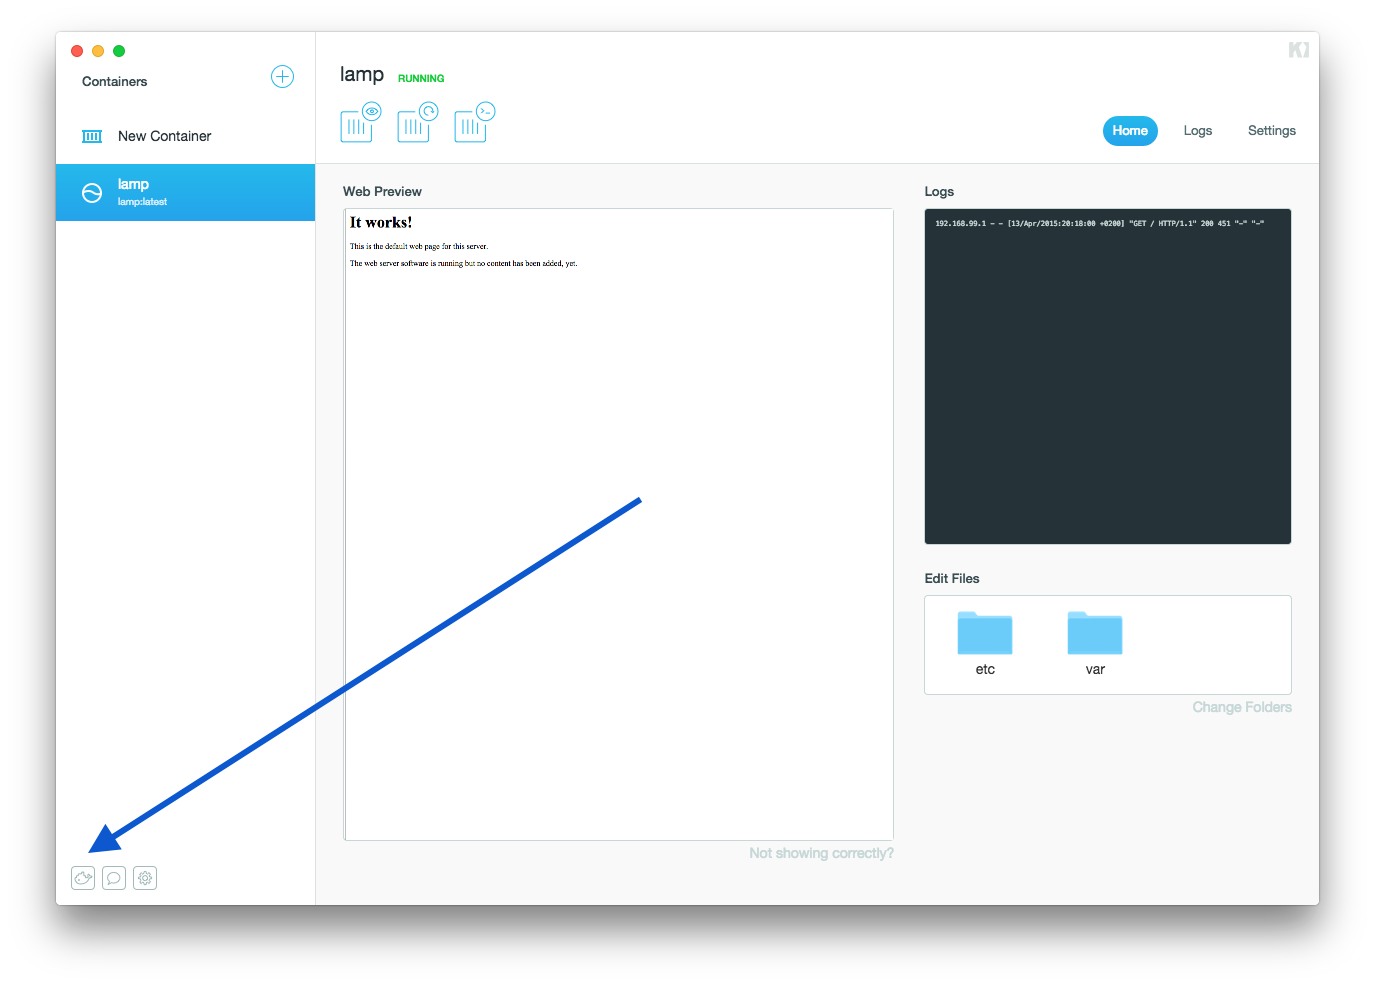 Containers
New Container
lamp
lamp:latest
lamp RUNNING
Home Logs Settings
Web Preview
It works!
This is the default web page for this server.
The web server software is running but no content has been added, yet.
Not showing correctly?
Logs
192.168.99.1 - - [13/Apr/2015:20:18:00 +0200] "GET / HTTP/1.1" 200 451 "-" "-"
Edit Files
etc var
Change Folders